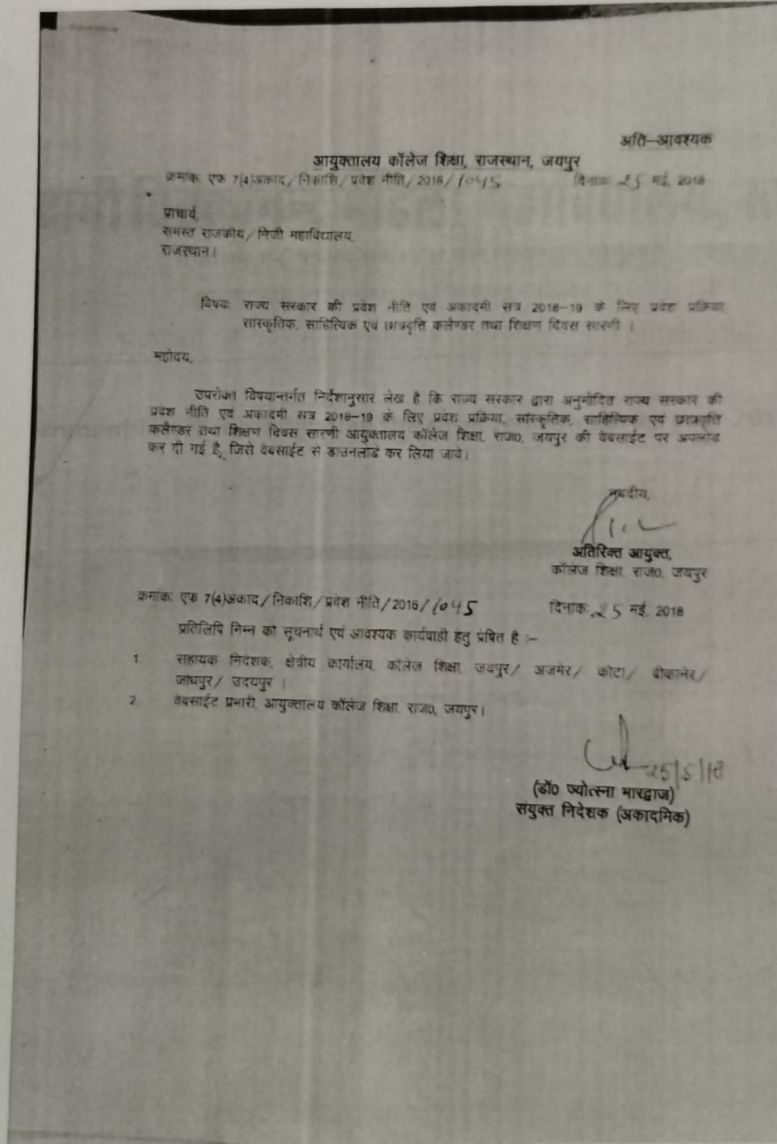 अति–आवश्यक
आयुक्तालय कॉलेज शिक्षा, राजस्थान, जयपुर
क्रमांक: एफ 7(4)अकाद/निकाशि/प्रवेश नीति/2016/1045 दिनांक: 25 मई, 2018
प्राचार्य,
समस्त राजकीय/निजी महाविद्यालय,
राजस्थान।
विषय: राज्य सरकार की प्रवेश नीति एवं अकादमी सत्र 2018–19 के लिए प्रवेश प्रक्रिया
सांस्कृतिक, साहित्यिक एवं छात्रवृत्ति कलैण्डर तथा शिक्षण दिवस सारणी ।
महोदय,
उपरोक्त विषयान्तर्गत निर्देशानुसार लेख है कि राज्य सरकार द्वारा अनुमोदित राज्य सरकार की
प्रवेश नीति एवं अकादमी सत्र 2018–19 के लिए प्रवेश प्रक्रिया, सांस्कृतिक, साहित्यिक एवं छात्रवृत्ति
कलैण्डर तथा शिक्षण दिवस सारणी आयुक्तालय कॉलेज शिक्षा, राज0, जयपुर की वेबसाईट पर अपलोड
कर दी गई है, जिसे वेबसाईट से डाउनलोड कर लिया जावे।
भवदीय,
अतिरिक्त आयुक्त,
कॉलेज शिक्षा, राज0, जयपुर
क्रमांक: एफ 7(4)अकाद/निकाशि/प्रवेश नीति/2016/1045 दिनांक: 25 मई, 2018
प्रतिलिपि निम्न को सूचनार्थ एवं आवश्यक कार्यवाही हेतु प्रेषित है :–
1 सहायक निदेशक, क्षेत्रीय कार्यालय, कॉलेज शिक्षा, जयपुर/ अजमेर/ कोटा/ बीकानेर/
जोधपुर/ उदयपुर ।
2 वेबसाईट प्रभारी, आयुक्तालय कॉलेज शिक्षा, राज0, जयपुर।
25/5/18
(डॉ0 ज्योत्स्ना भारद्वाज)
संयुक्त निदेशक (अकादमिक)